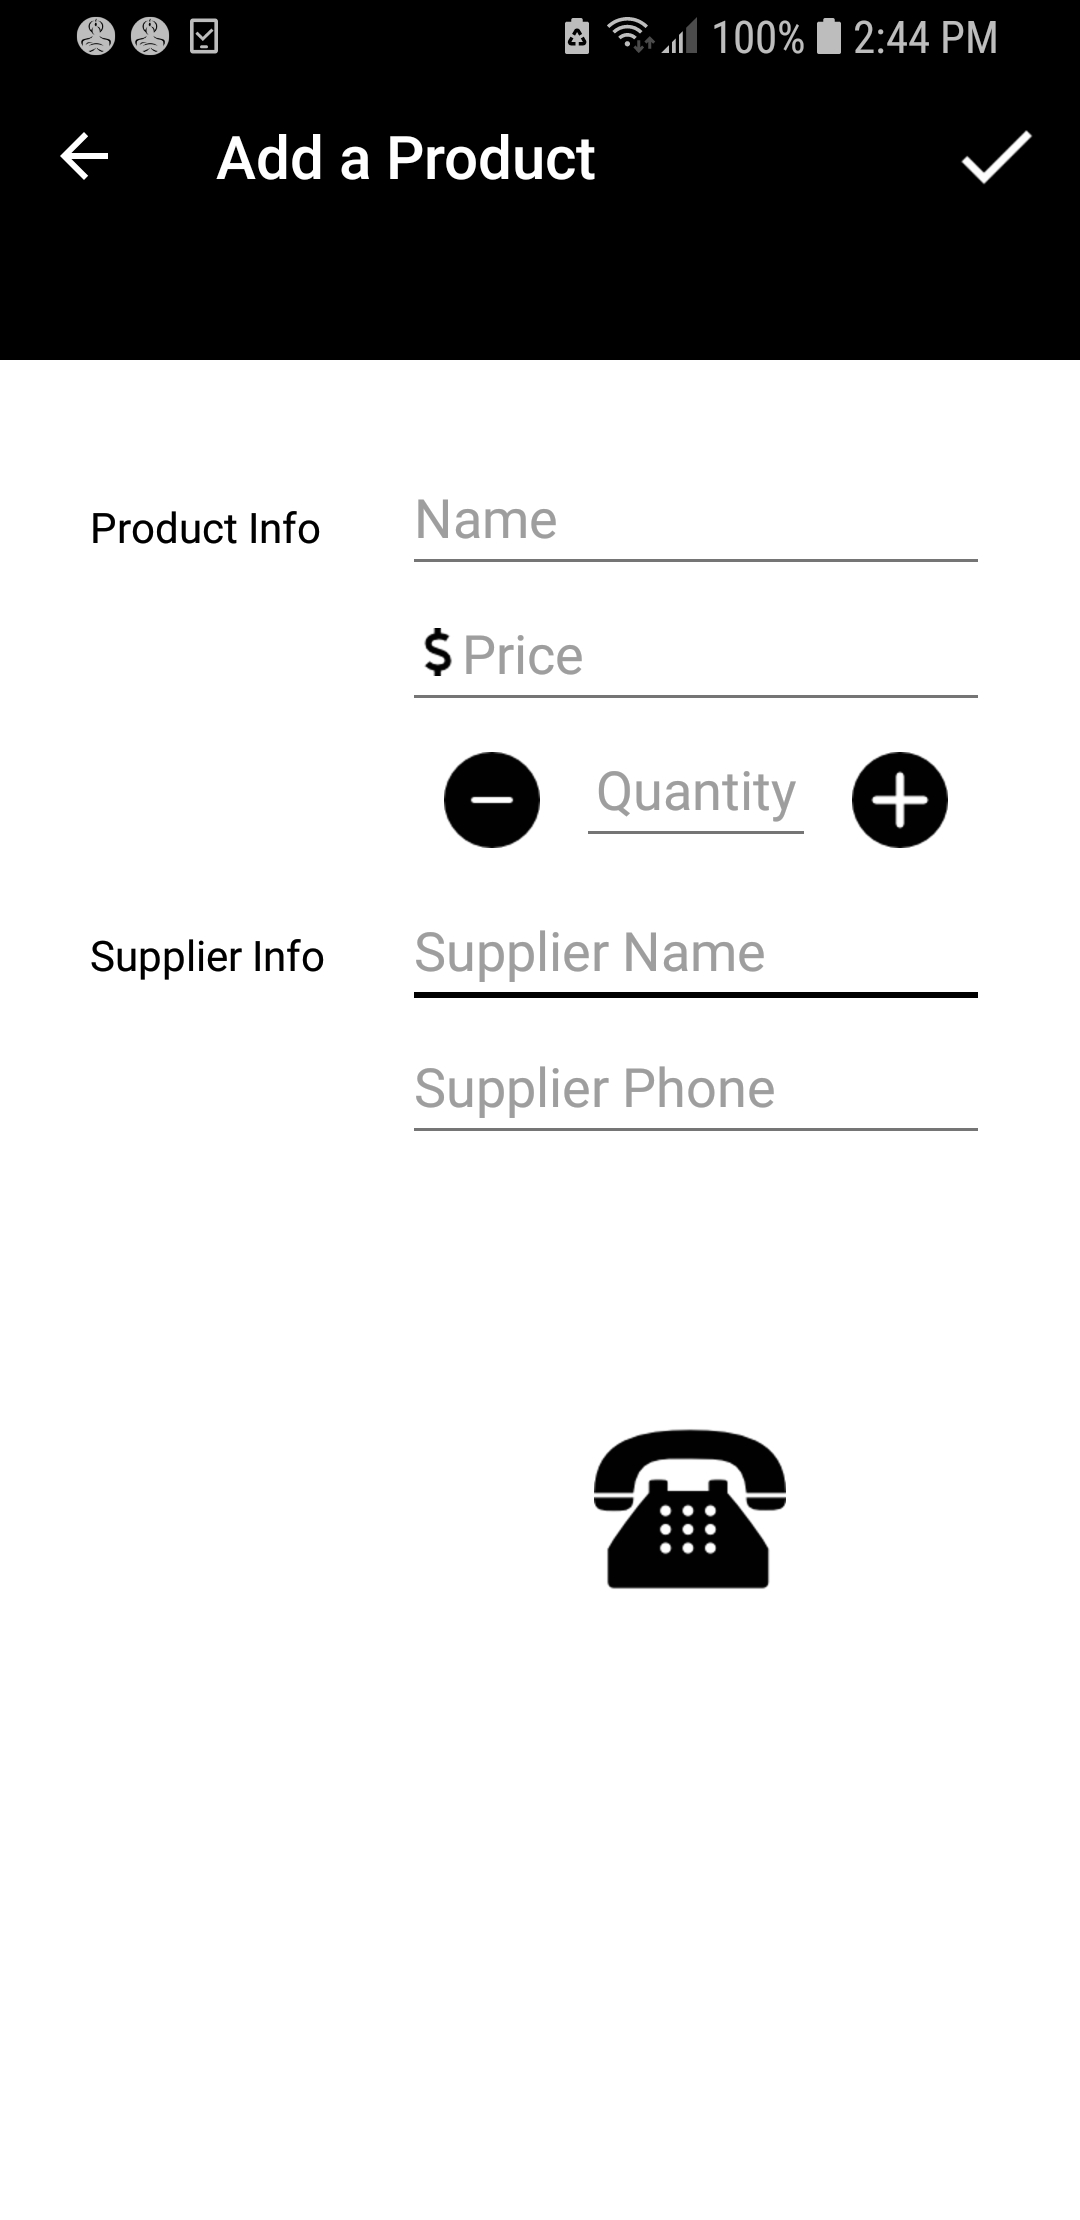 100% 2:44 PM
Add a Product
Product Info
Name
$ Price
Quantity
Supplier Info
Supplier Name
Supplier Phone